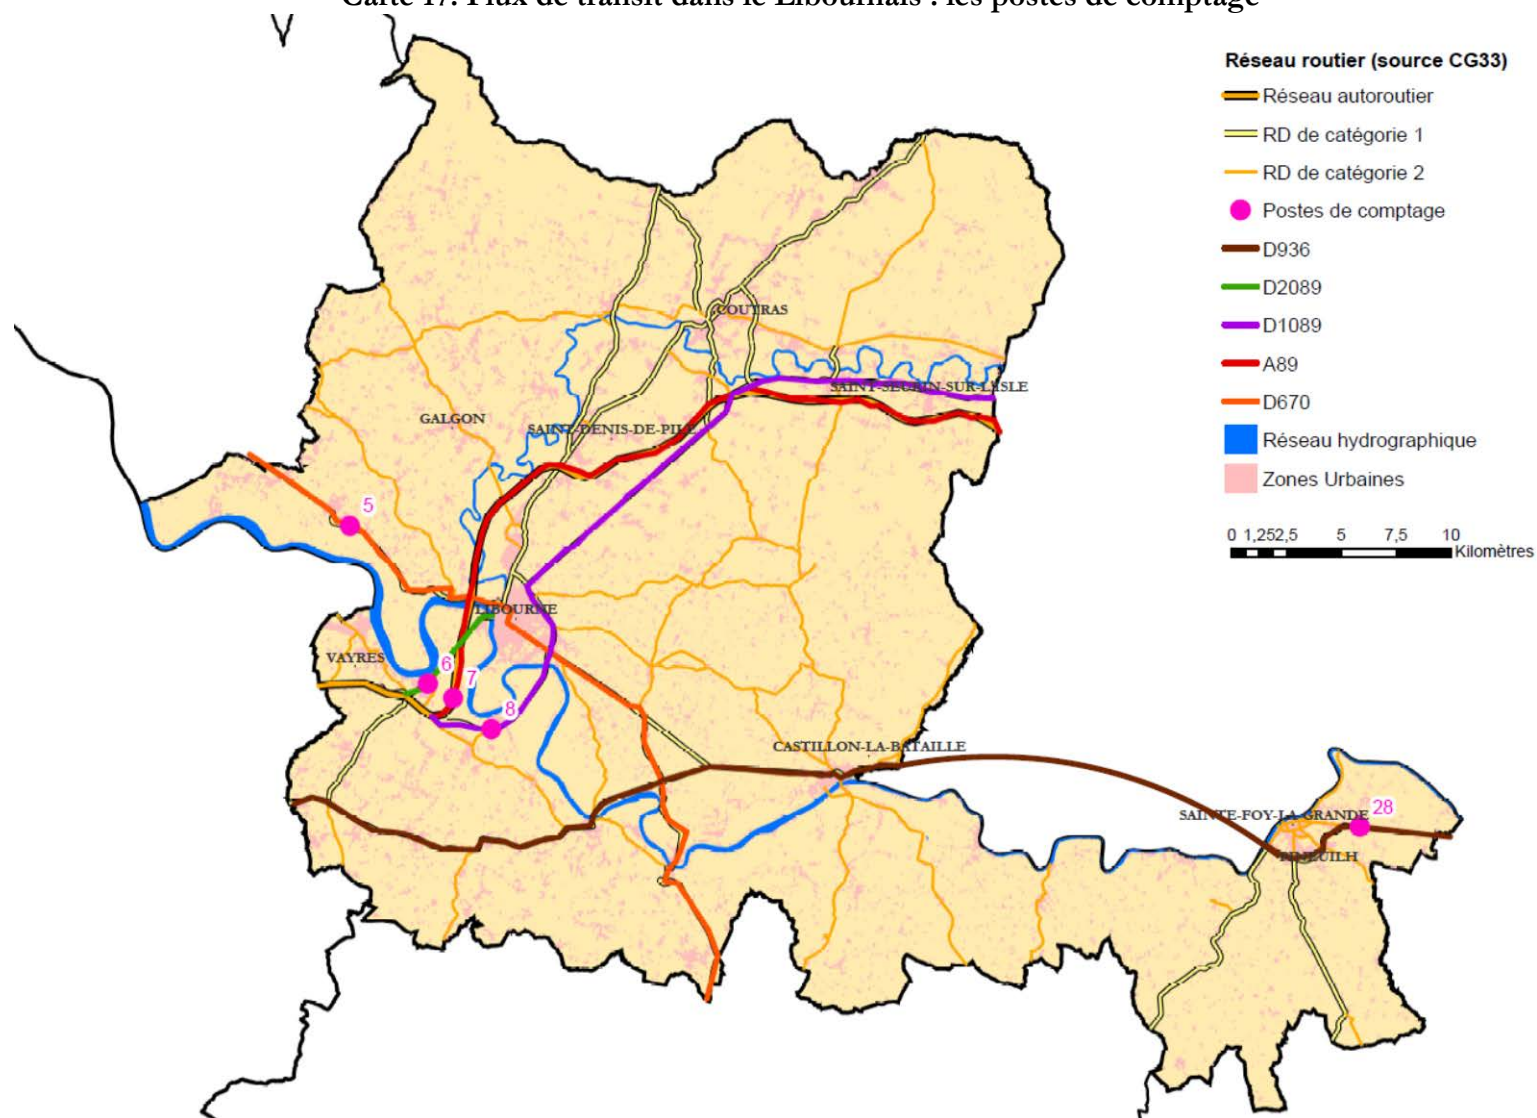 Carte 17. Flux de transit dans le Libournais : les postes de comptage
Réseau routier (source CG33)
Réseau autoroutier
RD de catégorie 1
RD de catégorie 2
Postes de comptage
D936
D2089
D1089
A89
D670
Réseau hydrographique
Zones Urbaines
0 1,252,5 5 7,5 10
Kilomètres
COUTRAS
SAINT-SEURIN-SUR-L'ISLE
GALGON
SAINT-DENIS-DE-PILE
5
LIBOURNE
VAYRES
6
7
8
CASTILLON-LA-BATAILLE
28
SAINTE-FOY-LA-GRANDE
PINEUILH